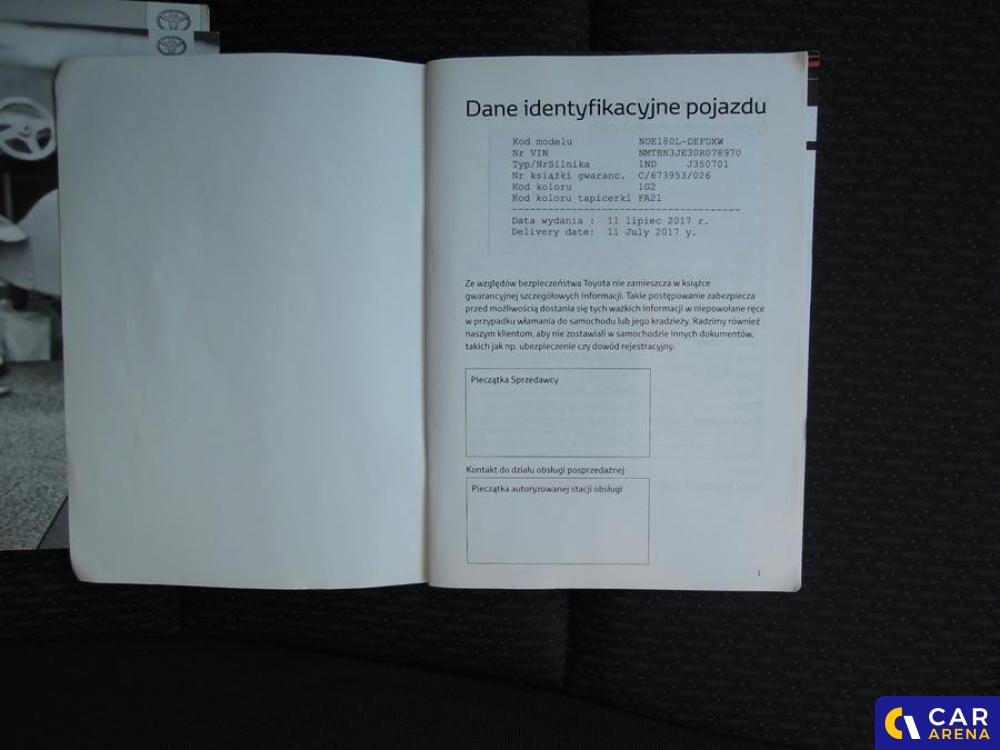 Dane identyfikacyjne pojazdu
Kod modelu NDE180L-DEFDXW
Nr VIN NMTBN3JE30R078970
Typ/NrSilnika 1ND J350701
Nr książki gwaranc. C/673953/026
Kod koloru 1G2
Kod koloru tapicerki FA21
Data wydania : 11 lipiec 2017 r.
Delivery date: 11 July 2017 y.
Ze względów bezpieczeństwa Toyota nie zamieszcza w książce
gwarancyjnej szczegółowych informacji. Takie postępowanie zabezpiecza
przed możliwością dostania się tych ważkich informacji w niepowołane ręce
w przypadku włamania do samochodu lub jego kradzieży. Radzimy również
naszym klientom, aby nie zostawiali w samochodzie innych dokumentów,
takich jak np. ubezpieczenie czy dowód rejestracyjny.
Pieczątka Sprzedawcy
Kontakt do działu obsługi posprzedażnej
Pieczątka autoryzowanej stacji obsługi
1
CAR
ARENA